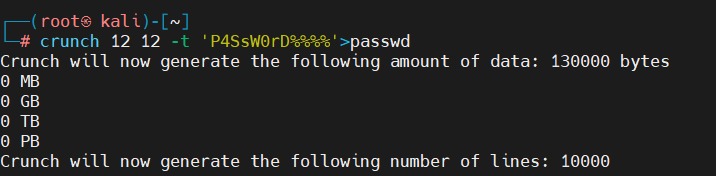 ┌──(root㉿ kali)-[~]
└─# crunch 12 12 -t 'P4SsW0rD%%%%'>passwd
Crunch will now generate the following amount of data: 130000 bytes
0 MB
0 GB
0 TB
0 PB
Crunch will now generate the following number of lines: 10000